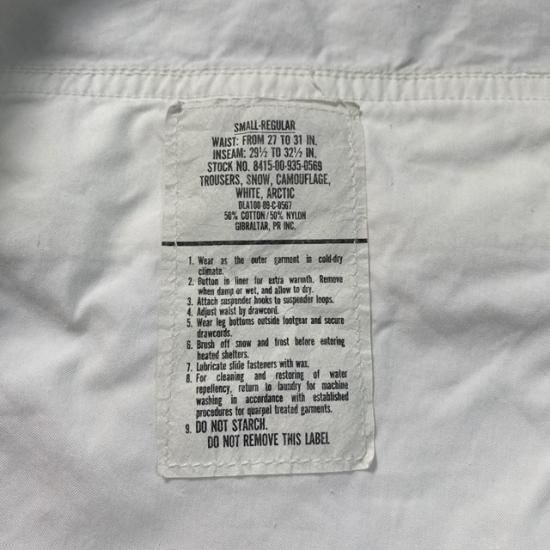 SMALL-REGULAR
WAIST: FROM 27 TO 31 IN.
INSEAM: 29½ TO 32½ IN.
STOCK NO. 8415-00-935-0569
TROUSERS, SNOW, CAMOUFLAGE,
WHITE, ARCTIC
DLA100-89-C-0567
50% COTTON/50% NYLON
GIBRALTAR, PR INC.
1. Wear as the outer garment in cold-dry
climate.
2. Button in liner for extra warmth. Remove
when damp or wet, and allow to dry.
3. Attach suspender hooks to suspender loops.
4. Adjust waist by drawcord.
5. Wear leg bottoms outside footgear and secure
drawcords.
6. Brush off snow and frost before entering
heated shelters.
7. Lubricate slide fasteners with wax.
8. For cleaning and restoring of water
repellency, return to laundry for machine
washing in accordance with established
procedures for quarpel treated garments.
9. DO NOT STARCH.
DO NOT REMOVE THIS LABEL